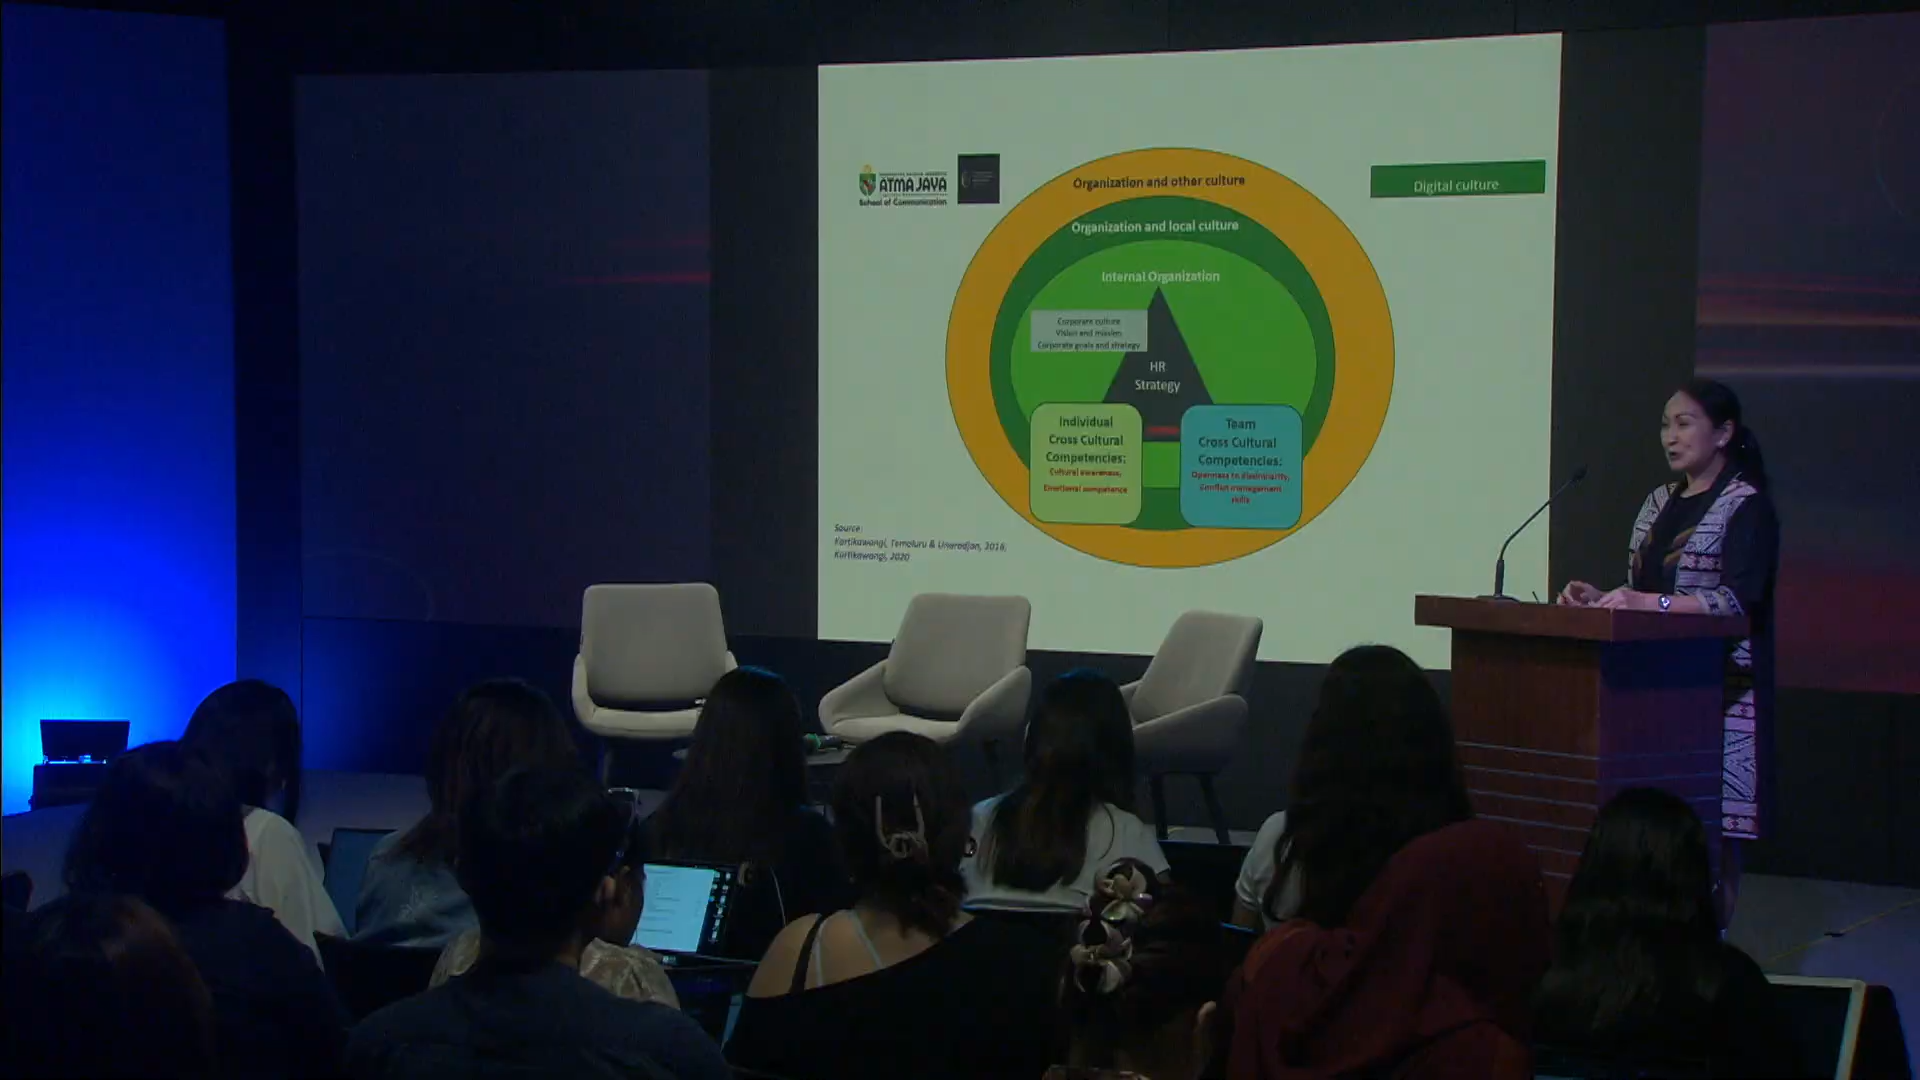 ATMA JAYA
School of Communication
Digital culture
Organization and other culture
Organization and local culture
Internal Organization
Corporate culture
Vision and mission
Corporate goals and strategy
HR
Strategy
Individual
Cross Cultural
Competencies:
Cultural awareness,
Emotional competence
Team
Cross Cultural
Competencies:
Openness to dissimilarity,
Conflict management
skills
Source:
Kartikawangi, Temaluru & Unaradjan, 2016,
Kartikawangi, 2020